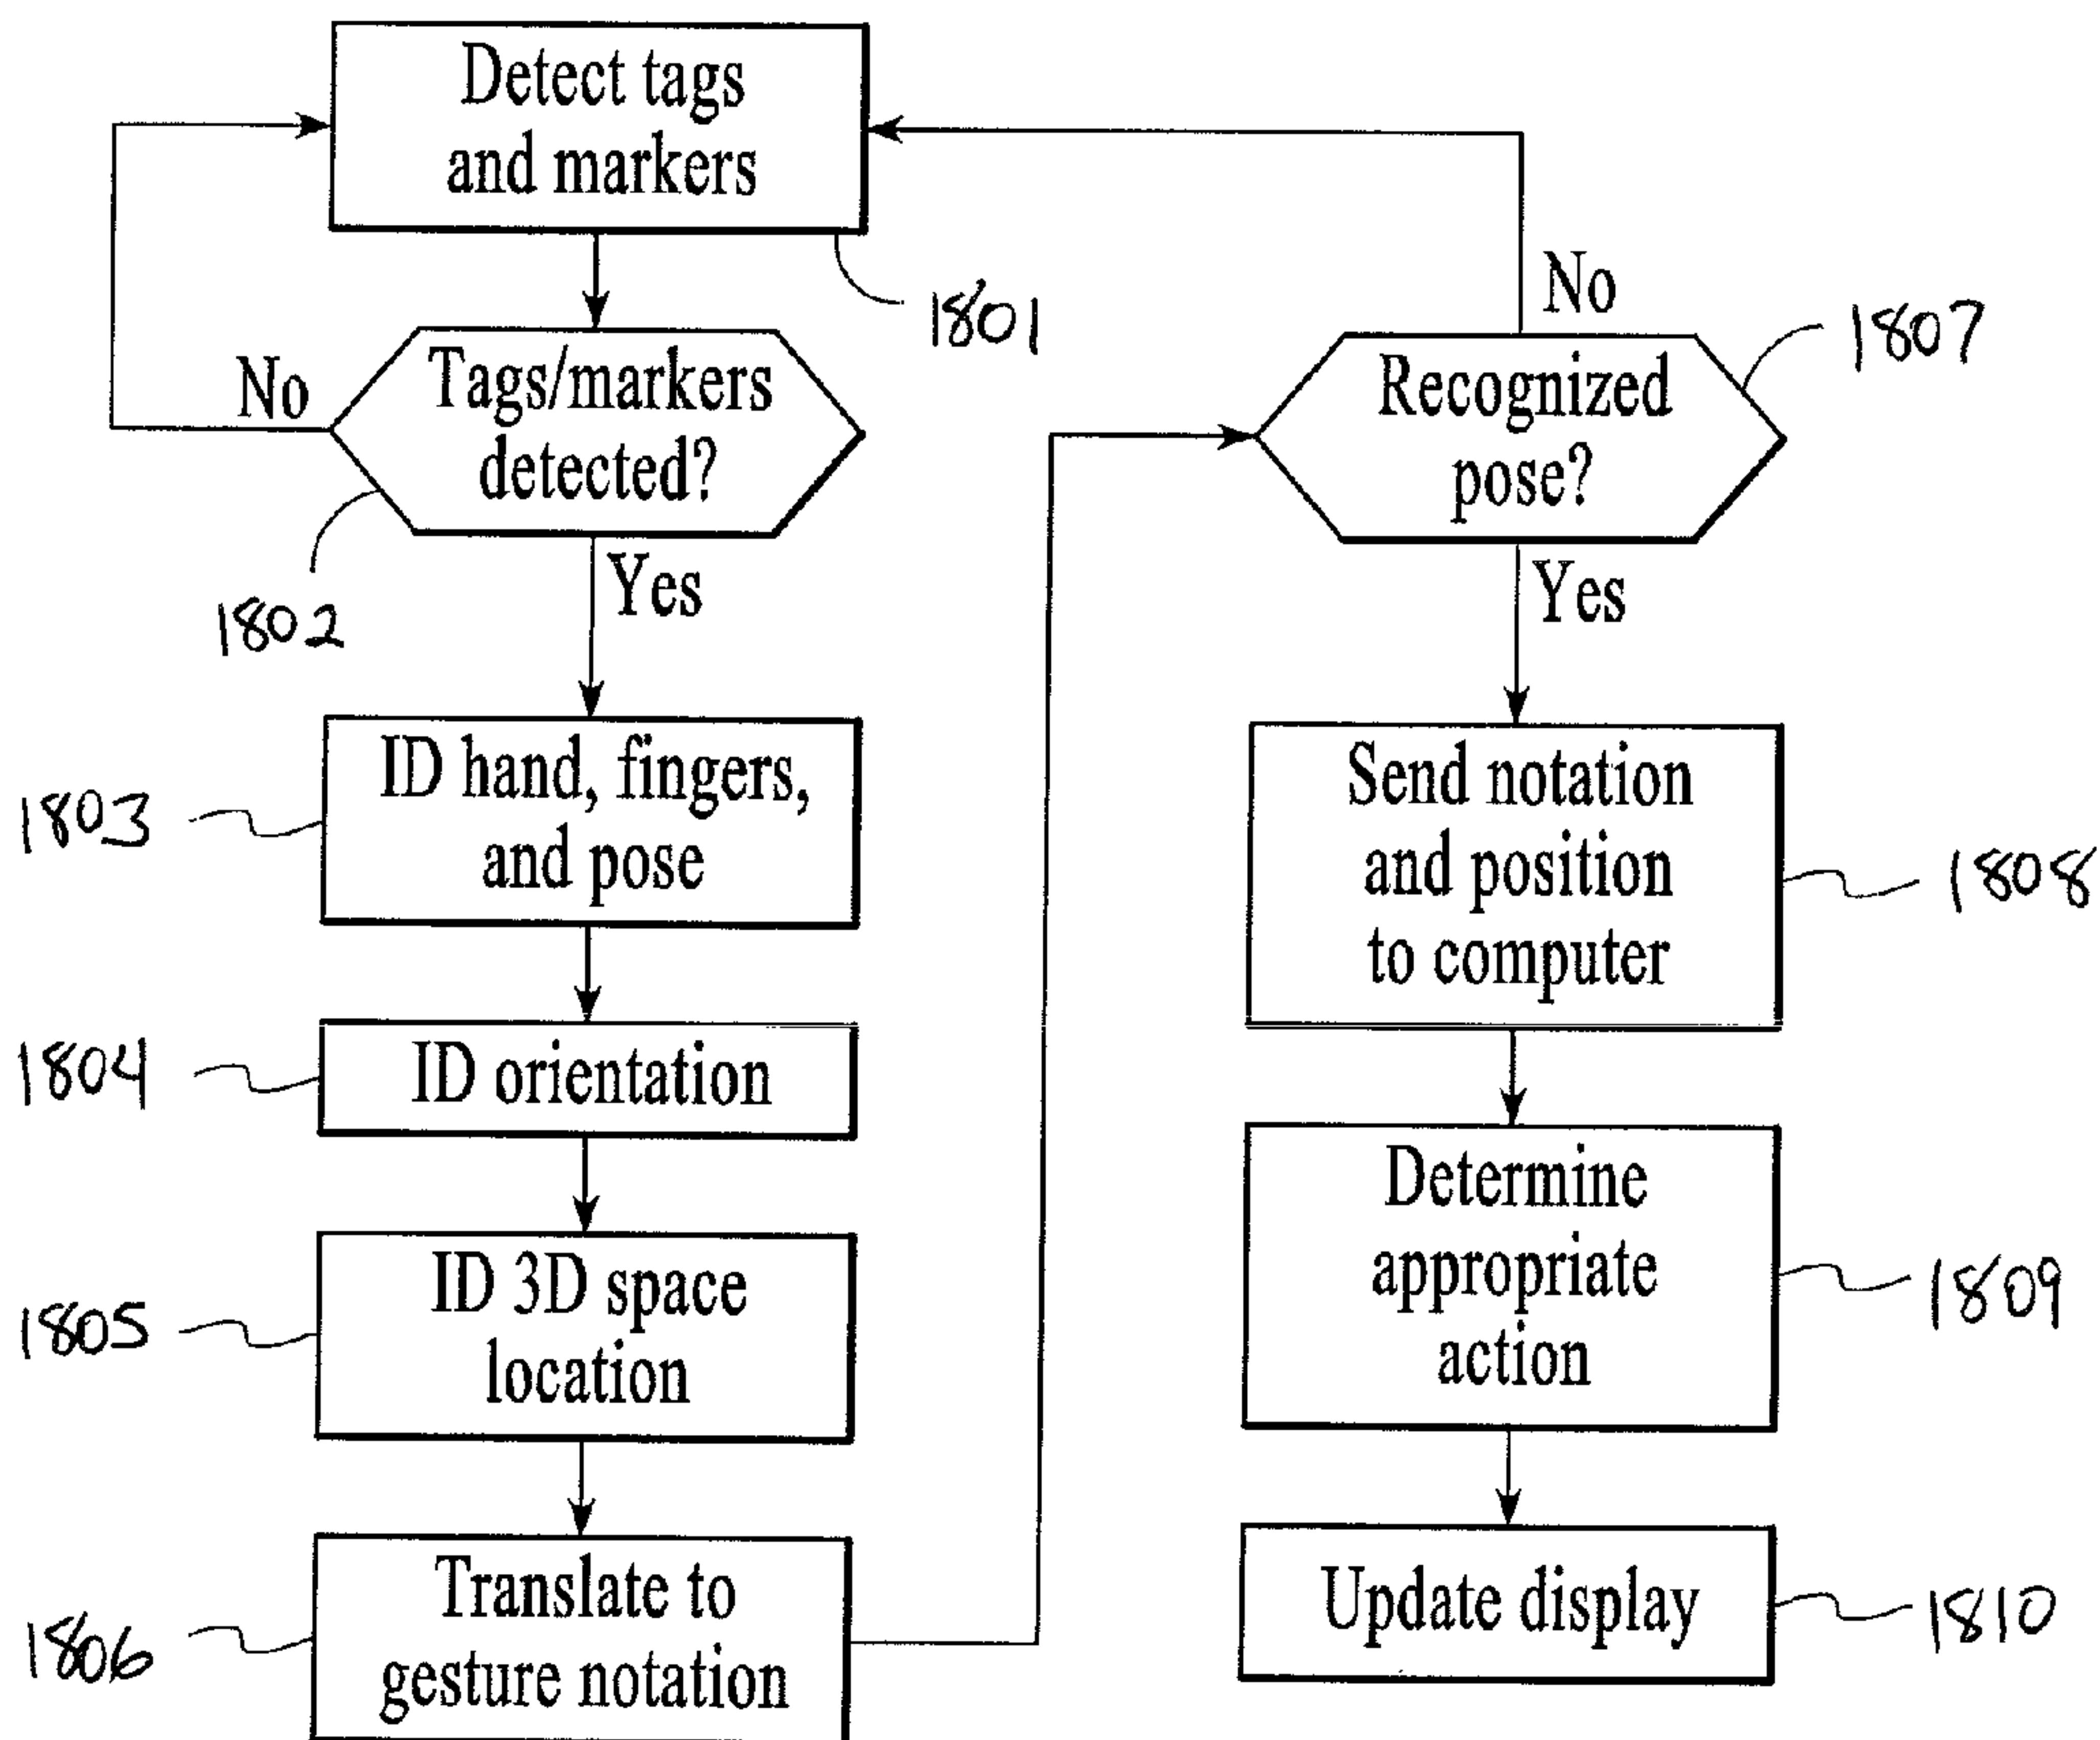 Detect tags
and markers
1801
No
Tags/markers
detected?
1802
Yes
1803
ID hand, fingers,
and pose
1804
ID orientation
1805
ID 3D space
location
1806
Translate to
gesture notation
No
1807
Recognized
pose?
Yes
Send notation
and position
to computer
1808
Determine
appropriate
action
1809
Update display
1810